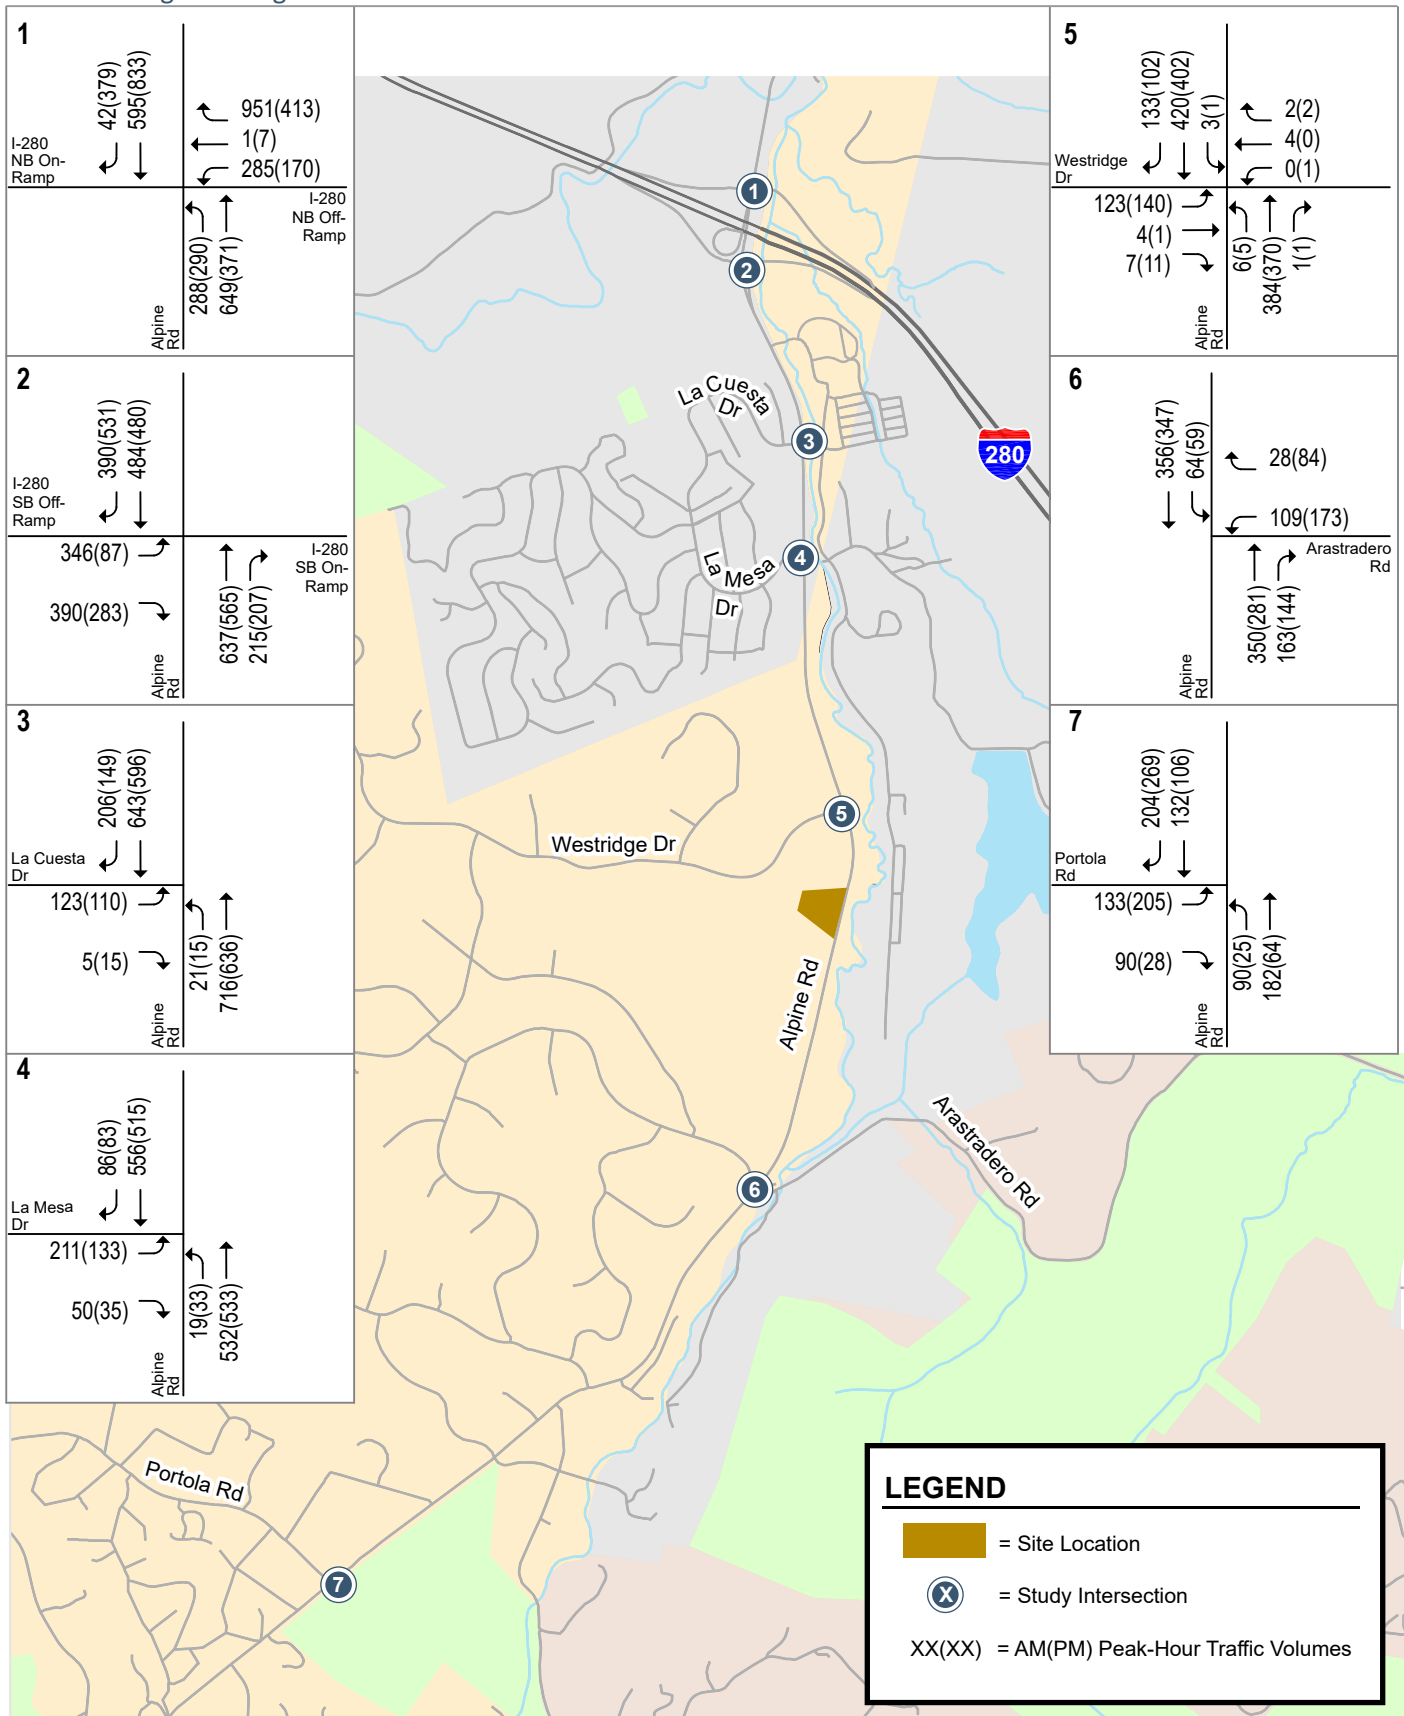 1
42(379)
595(833)
951(413)
1(7)
285(170)
I-280
NB On-
Ramp
I-280
NB Off-
Ramp
288(290)
649(371)
Alpine
Rd
2
390(531)
484(480)
I-280
SB Off-
Ramp
346(87)
390(283)
I-280
SB On-
Ramp
637(565)
215(207)
Alpine
Rd
3
206(149)
643(596)
La Cuesta
Dr
123(110)
5(15)
21(15)
716(636)
Alpine
Rd
4
86(83)
556(515)
La Mesa
Dr
211(133)
50(35)
19(33)
532(533)
Alpine
Rd
5
133(102)
420(402)
3(1)
2(2)
4(0)
0(1)
Westridge
Dr
123(140)
4(1)
7(11)
6(5)
384(370)
1(1)
Alpine
Rd
6
356(347)
64(59)
28(84)
109(173)
Arastradero
Rd
350(281)
163(144)
Alpine
Rd
7
204(269)
132(106)
Portola
Rd
133(205)
90(28)
90(25)
182(64)
Alpine
Rd
1
2
La Cuesta
Dr
3
280
4
La Mesa
Dr
5
Westridge Dr
Alpine Rd
Arastradero Rd
6
Portola Rd
7
LEGEND
= Site Location
X = Study Intersection
XX(XX) = AM(PM) Peak-Hour Traffic Volumes